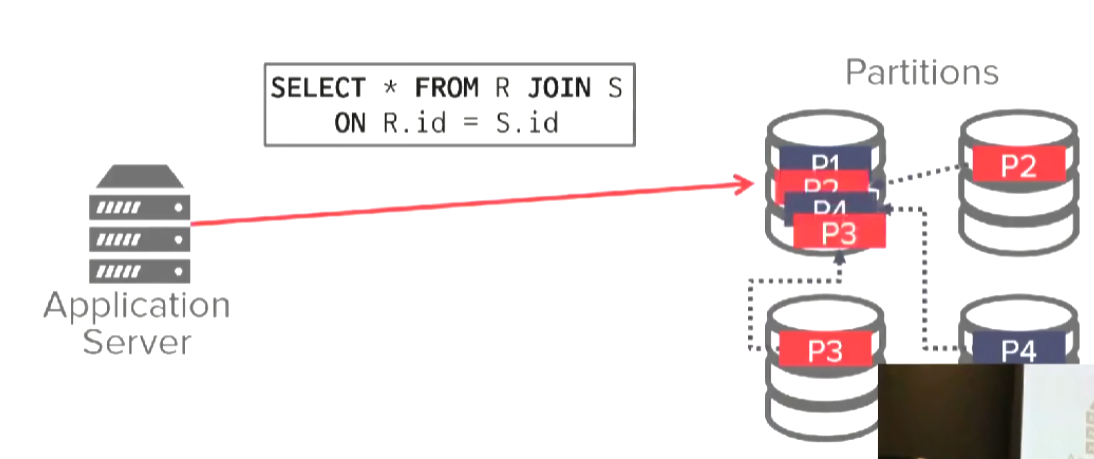 SELECT * FROM R JOIN S
ON R.id = S.id
Partitions
P1
P2
P4
P3
P2
Application
Server
P3
P4